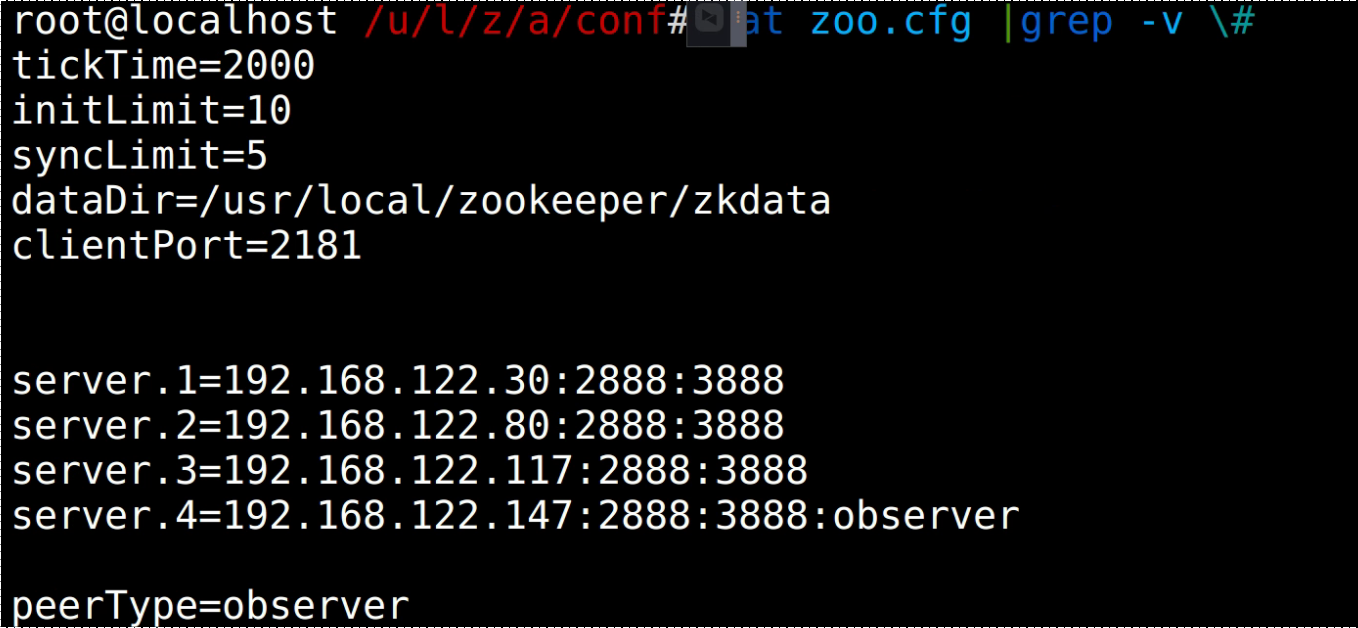 root@localhost /u/l/z/a/conf# at zoo.cfg |grep -v \#
tickTime=2000
initLimit=10
syncLimit=5
dataDir=/usr/local/zookeeper/zkdata
clientPort=2181
server.1=192.168.122.30:2888:3888
server.2=192.168.122.80:2888:3888
server.3=192.168.122.117:2888:3888
server.4=192.168.122.147:2888:3888:observer
peerType=observer